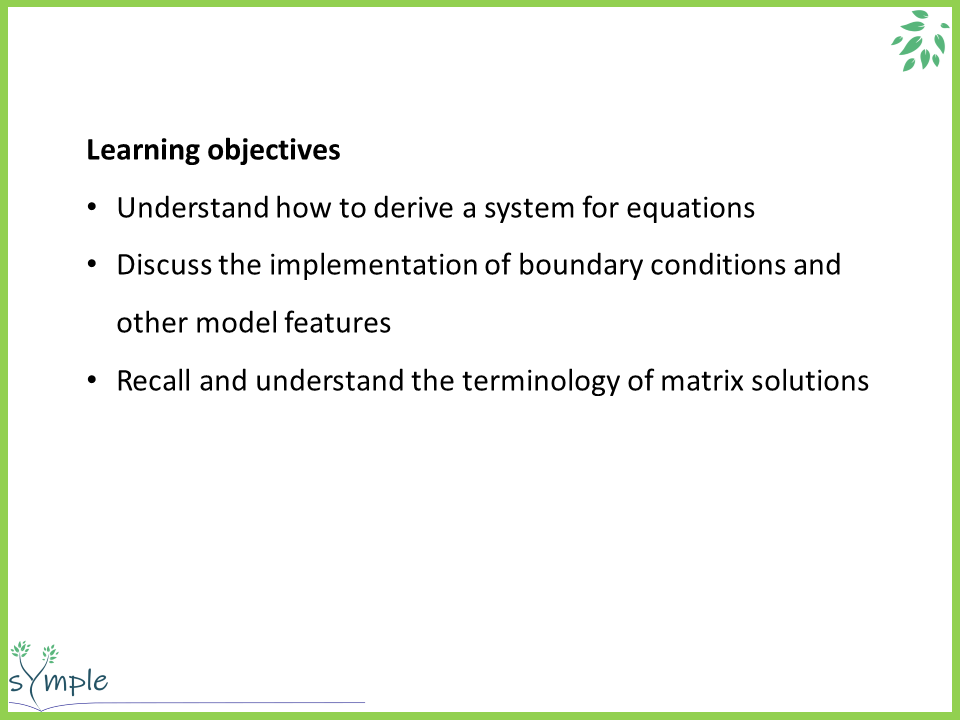 Learning objectives
• Understand how to derive a system for equations
• Discuss the implementation of boundary conditions and
other model features
• Recall and understand the terminology of matrix solutions
sYmple